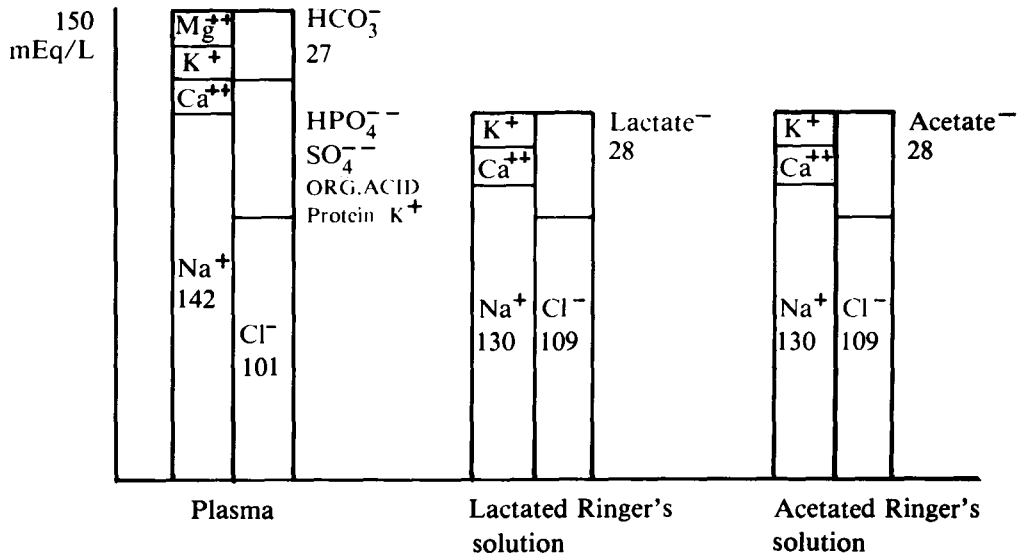 150
mEq/L
Mg⁺⁺
K⁺
Ca⁺⁺
Na⁺
142
Cl⁻
101
HCO₃⁻
27
HPO₄⁻⁻
SO₄⁻⁻
ORG.ACID
Protein K⁺
Plasma
K⁺
Ca⁺⁺
Na⁺
130
Cl⁻
109
Lactate⁻
28
Lactated Ringer's
solution
K⁺
Ca⁺⁺
Na⁺
130
Cl⁻
109
Acetate⁻
28
Acetated Ringer's
solution